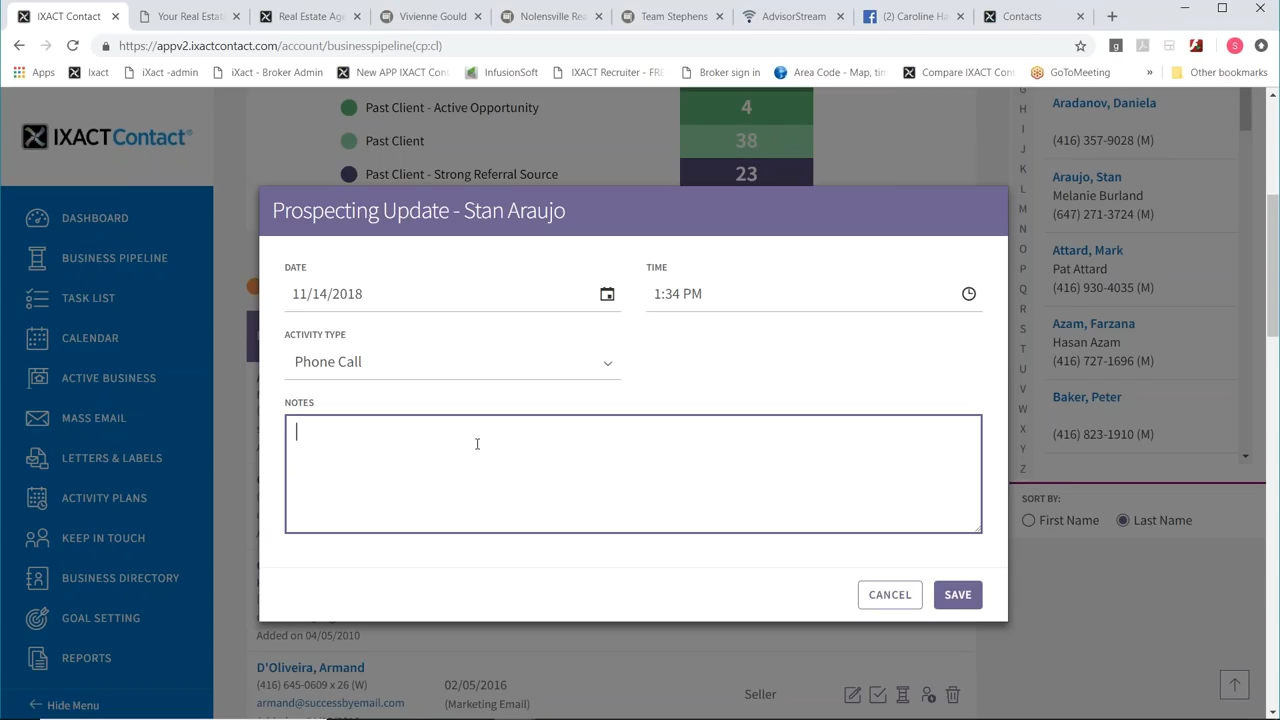 IXACT Contact
Your Real Estat
Real Estate Age
Vivienne Gould
Nolensville Rea
Team Stephens
AdvisorStream
(2) Caroline Ha
Contacts
https://appv2.ixactcontact.com/account/businesspipeline(cp:cl)
S
Apps
Ixact
iXact -admin
iXact - Broker Admin
New APP IXACT Con
InfusionSoft
IXACT Recruiter - FRE
Broker sign in
Area Code - Map, tim
Compare IXACT Cont
GoToMeeting
»
Other bookmarks
IXACTContact®
DASHBOARD
BUSINESS PIPELINE
TASK LIST
CALENDAR
ACTIVE BUSINESS
MASS EMAIL
LETTERS & LABELS
ACTIVITY PLANS
KEEP IN TOUCH
BUSINESS DIRECTORY
GOAL SETTING
REPORTS
Hide Menu
Past Client - Active Opportunity
4
Past Client
38
Past Client - Strong Referral Source
23
Prospecting Update - Stan Araujo
DATE
11/14/2018
TIME
1:34 PM
ACTIVITY TYPE
Phone Call
NOTES
CANCEL
SAVE
Added on 04/05/2010
D'Oliveira, Armand
(416) 645-0609 x 26 (W)
armand@successbyemail.com
02/05/2016
(Marketing Email)
Seller
H
I
J
K
L
M
N
O
P
Q
R
S
T
U
V
W
X
Y
Z
Aradanov, Daniela
(416) 357-9028 (M)
Araujo, Stan
Melanie Burland
(647) 271-3724 (M)
Attard, Mark
Pat Attard
(416) 930-4035 (M)
Azam, Farzana
Hasan Azam
(416) 727-1696 (M)
Baker, Peter
(416) 823-1910 (M)
SORT BY:
First Name
Last Name